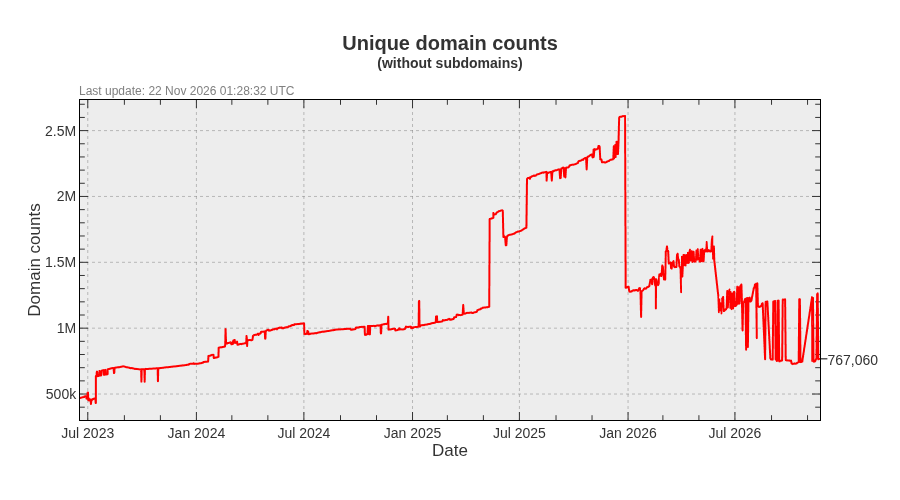 Unique domain counts
(without subdomains)
Last update: 22 Nov 2026 01:28:32 UTC
2.5M
2M
1.5M
1M
500k
767,060
Domain counts
Jul 2023 Jan 2024 Jul 2024 Jan 2025 Jul 2025 Jan 2026 Jul 2026
Date